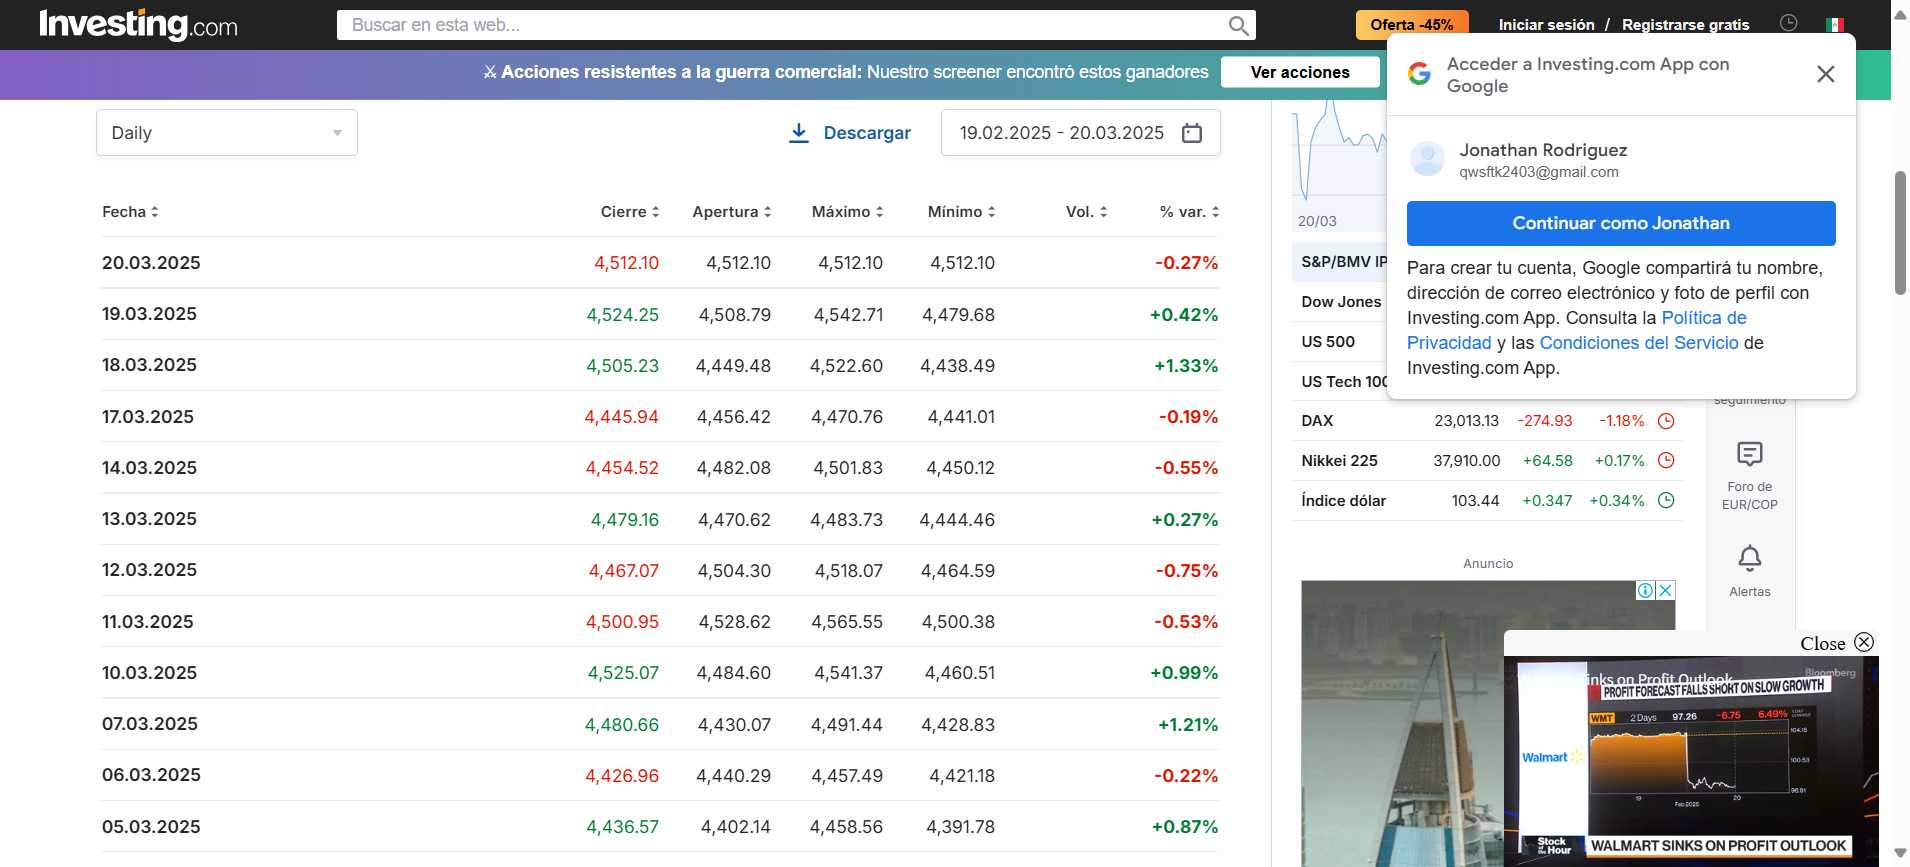 Investing.com
Buscar en esta web...
Oferta -45%
Iniciar sesión / Registrarse gratis
Acciones resistentes a la guerra comercial: Nuestro screener encontró estos ganadores
Ver acciones
Acceder a Investing.com App con
Google
Jonathan Rodriguez
qwsftk2403@gmail.com
Continuar como Jonathan
Para crear tu cuenta, Google compartirá tu nombre,
dirección de correo electrónico y foto de perfil con
Investing.com App. Consulta la Política de
Privacidad y las Condiciones del Servicio de
Investing.com App.
Daily
Descargar
19.02.2025 - 20.03.2025
Fecha Cierre Apertura Máximo Mínimo Vol. % var.
20.03.2025 4,512.10 4,512.10 4,512.10 4,512.10 -0.27%
19.03.2025 4,524.25 4,508.79 4,542.71 4,479.68 +0.42%
18.03.2025 4,505.23 4,449.48 4,522.60 4,438.49 +1.33%
17.03.2025 4,445.94 4,456.42 4,470.76 4,441.01 -0.19%
14.03.2025 4,454.52 4,482.08 4,501.83 4,450.12 -0.55%
13.03.2025 4,479.16 4,470.62 4,483.73 4,444.46 +0.27%
12.03.2025 4,467.07 4,504.30 4,518.07 4,464.59 -0.75%
11.03.2025 4,500.95 4,528.62 4,565.55 4,500.38 -0.53%
10.03.2025 4,525.07 4,484.60 4,541.37 4,460.51 +0.99%
07.03.2025 4,480.66 4,430.07 4,491.44 4,428.83 +1.21%
06.03.2025 4,426.96 4,440.29 4,457.49 4,421.18 -0.22%
05.03.2025 4,436.57 4,402.14 4,458.56 4,391.78 +0.87%
20/03
S&P/BMV IP
Dow Jones
US 500
US Tech 100
DAX 23,013.13 -274.93 -1.18%
Nikkei 225 37,910.00 +64.58 +0.17%
Índice dólar 103.44 +0.347 +0.34%
seguimiento
Foro de
EUR/COP
Alertas
Anuncio
Close
Bloomberg
inks on Profit Outlook
PROFIT FORECAST FALLS SHORT ON SLOW GROWTH
WMT 2 Days 97.26 -6.75 6.49%
104.15
Walmart
100.53
96.91
19 20
Feb 2025
Stock
of the
Hour
WALMART SINKS ON PROFIT OUTLOOK